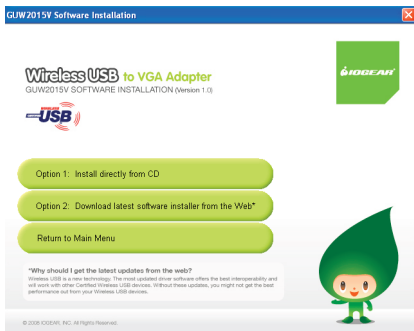 GUW2015V Software Installation
Wireless USB to VGA Adapter
GUW2015V SOFTWARE INSTALLATION (Version 1.0)
IOGEAR
WIRELESS
USB
Option 1: Install directly from CD
Option 2: Download latest software installer from the Web*
Return to Main Menu
*Why should I get the latest updates from the web?
Wireless USB is a new technology. The most updated driver software offers the best interoperability and
will work with other Certified Wireless USB devices. Without these updates, you might not get the best
performance out from your Wireless USB devices.
© 2008 IOGEAR, INC. All Rights Reserved.